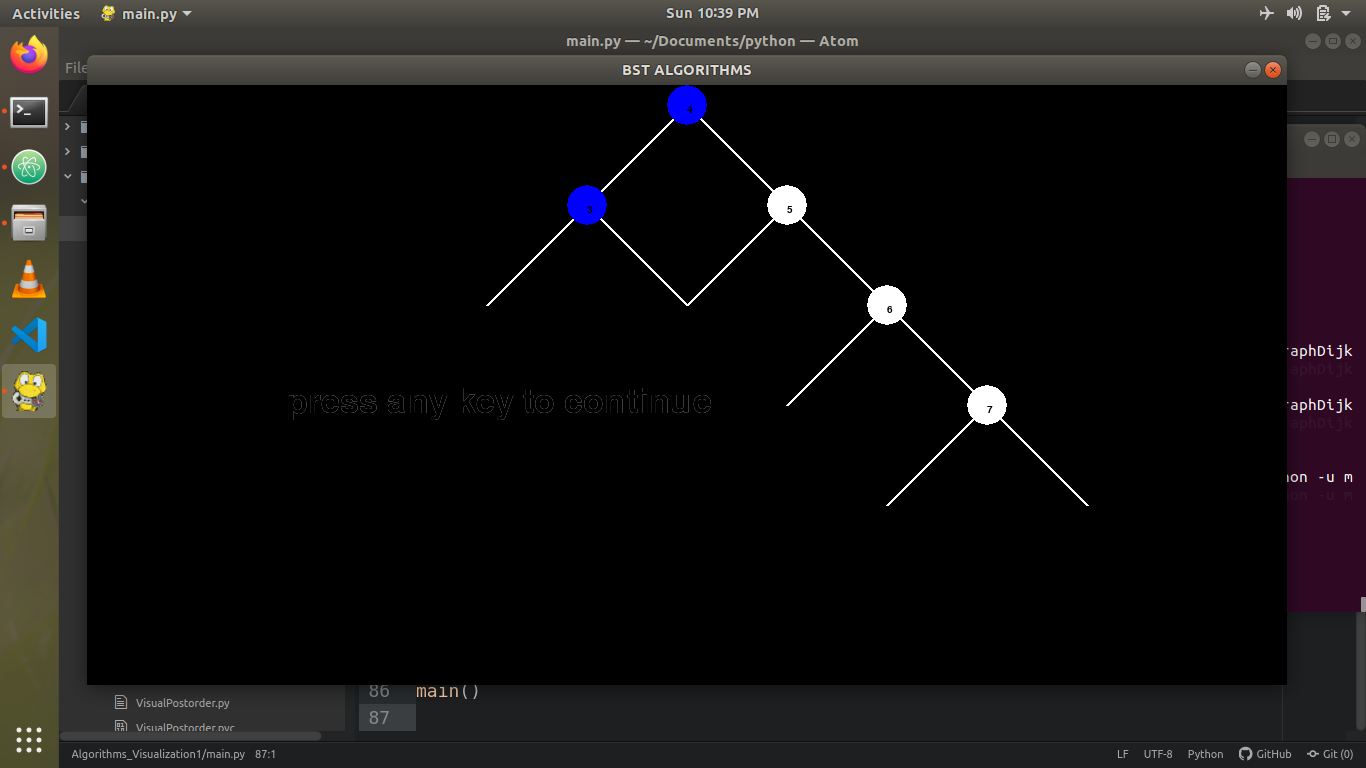 Activities
main.py
Sun 10:39 PM
main.py — ~/Documents/python — Atom
File
BST ALGORITHMS
4
3
5
6
7
press any key to continue
raphDijk
raphDijk
raphDijk
raphDijk
on -u m
on -u m
86 main()
87
VisualPostorder.py
VisualPostorder.pyc
Algorithms_Visualization1/main.py 87:1
LF UTF-8 Python GitHub Git (0)